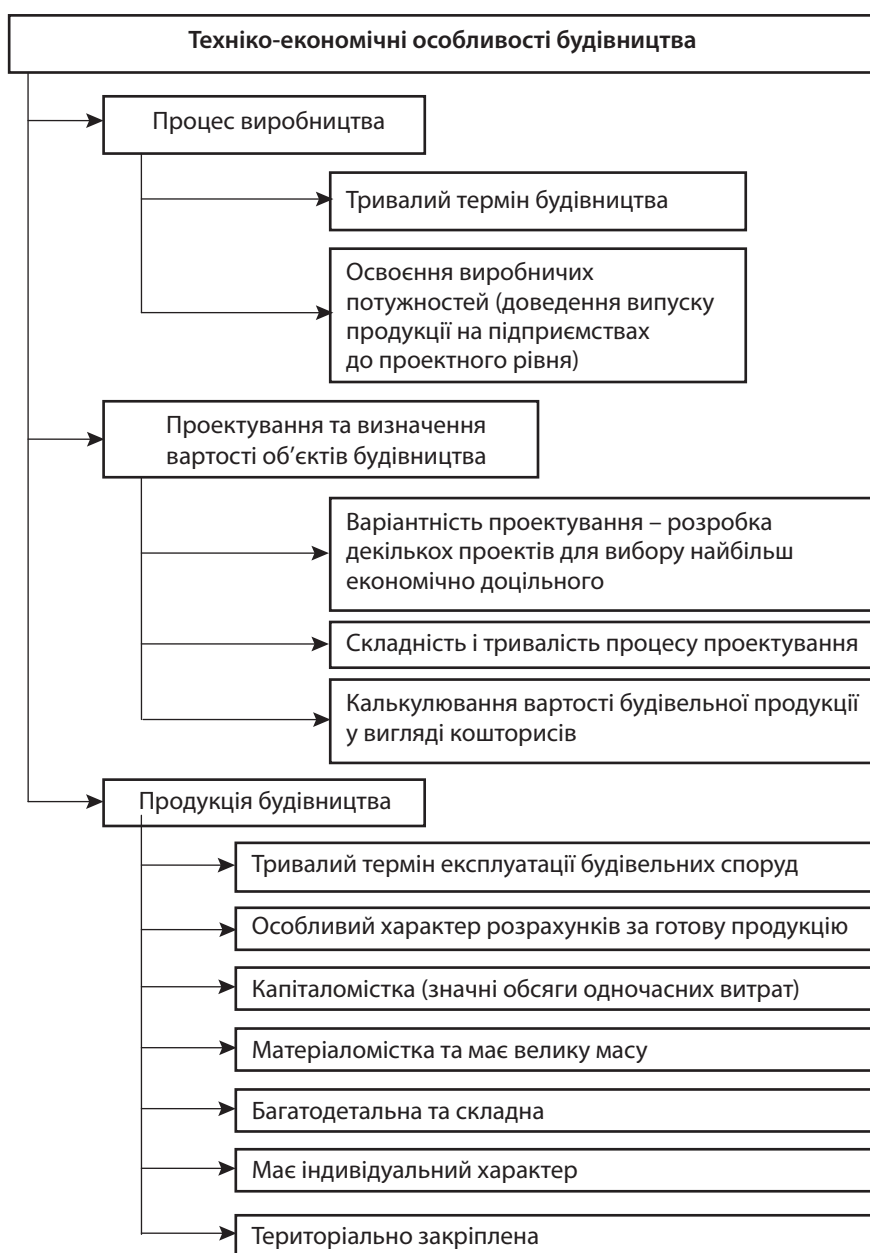 Техніко-економічні особливості будівництва
Процес виробництва
Тривалий термін будівництва
Освоєння виробничих
потужностей (доведення випуску
продукції на підприємствах
до проектного рівня)
Проектування та визначення
вартості об’єктів будівництва
Варіантність проектування – розробка
декількох проектів для вибору найбільш
економічно доцільного
Складність і тривалість процесу проектування
Калькулювання вартості будівельної продукції
у вигляді кошторисів
Продукція будівництва
Тривалий термін експлуатації будівельних споруд
Особливий характер розрахунків за готову продукцію
Капіталомістка (значні обсяги одночасних витрат)
Матеріаломістка та має велику масу
Багатодетальна та складна
Має індивідуальний характер
Територіально закріплена